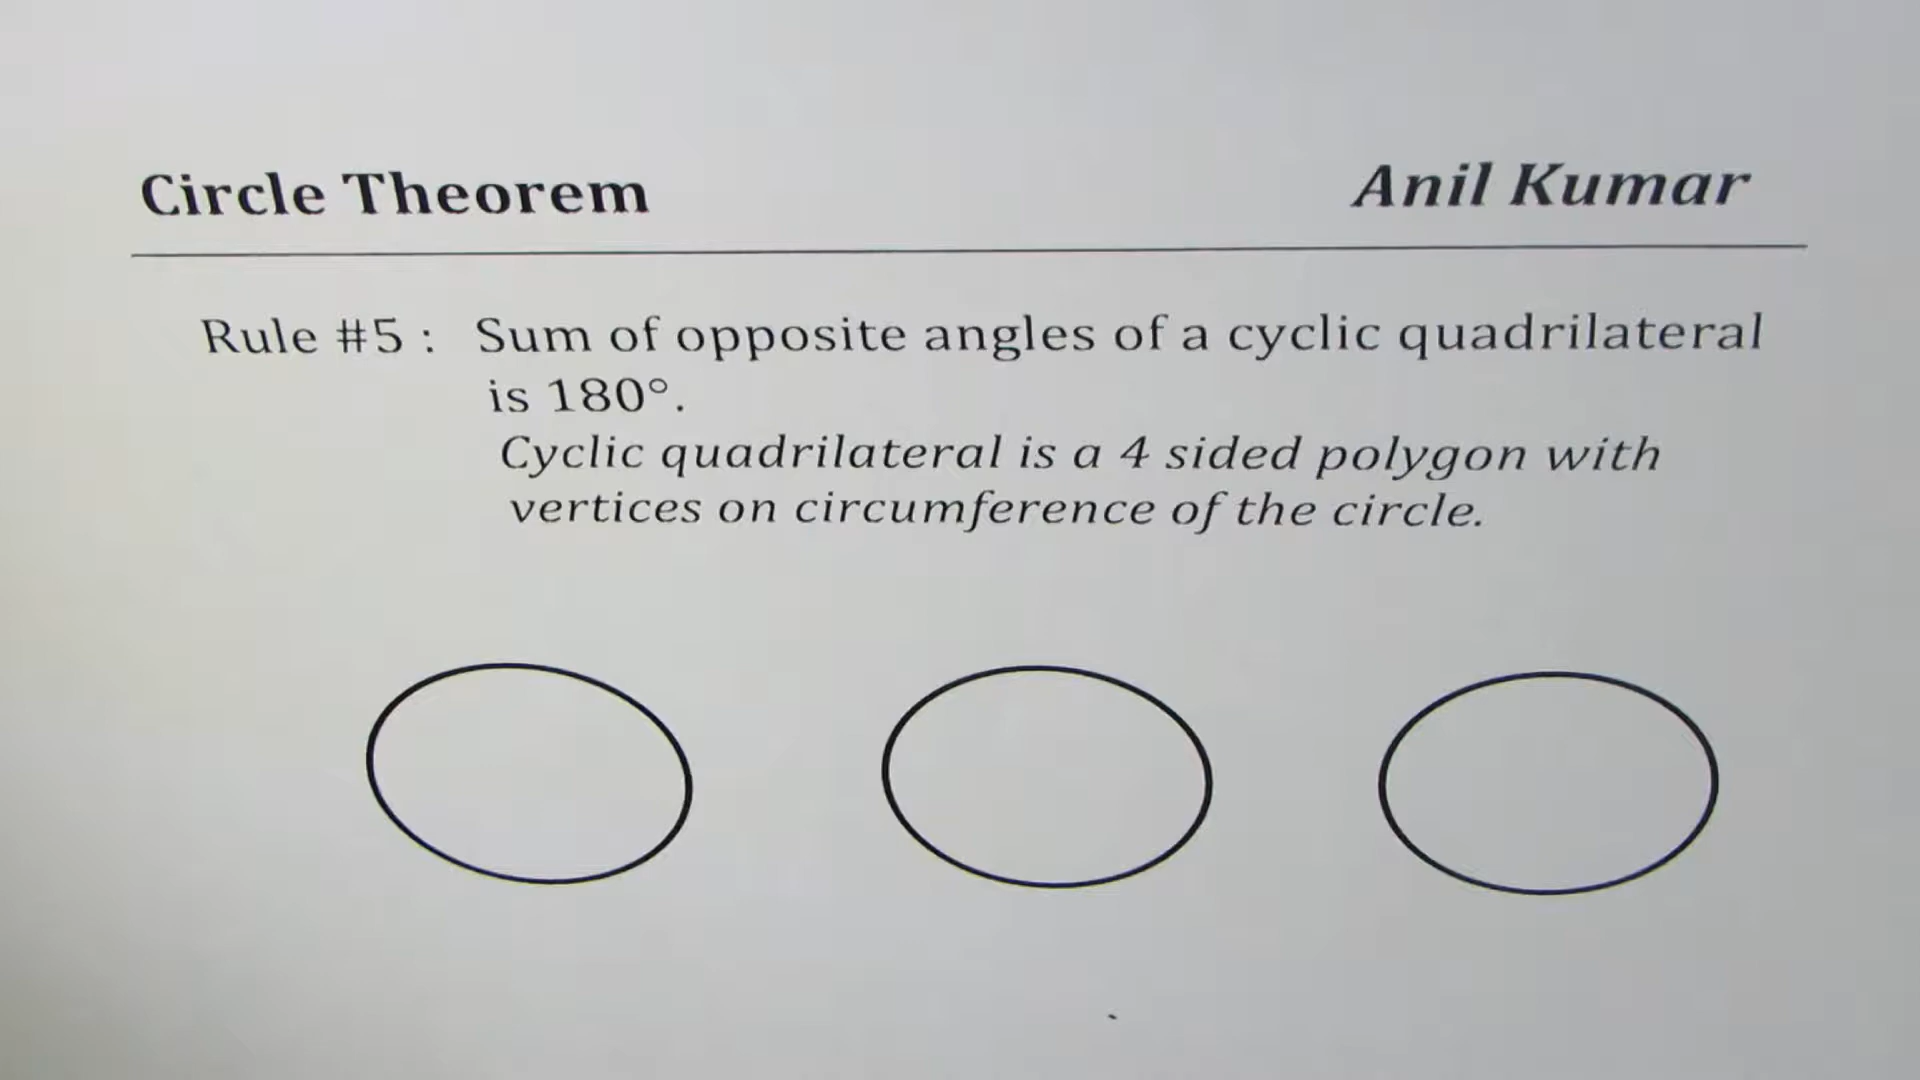 Circle Theorem
Anil Kumar
Rule #5 : Sum of opposite angles of a cyclic quadrilateral
is 180°.
Cyclic quadrilateral is a 4 sided polygon with
vertices on circumference of the circle.